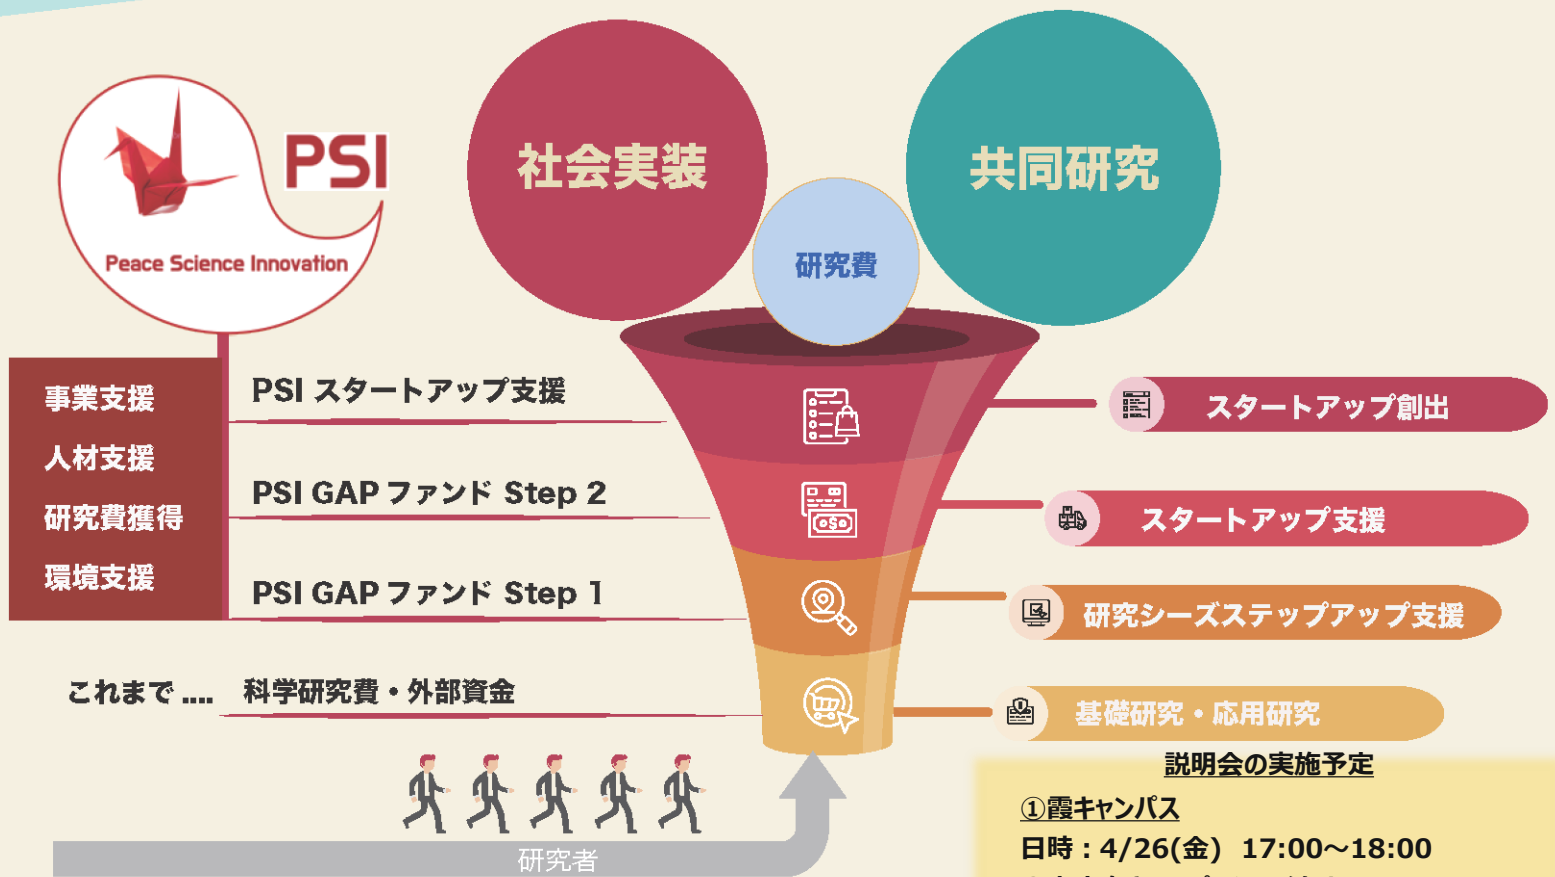 PSI
Peace Science Innovation
社会実装
共同研究
研究費
事業支援
人材支援
研究費獲得
環境支援
PSI スタートアップ支援
PSI GAP ファンド Step 2
PSI GAP ファンド Step 1
これまで .... 科学研究費・外部資金
スタートアップ創出
スタートアップ支援
研究シーズステップアップ支援
基礎研究・応用研究
研究者
説明会の実施予定
①霞キャンパス
日時：4/26(金) 17:00～18:00